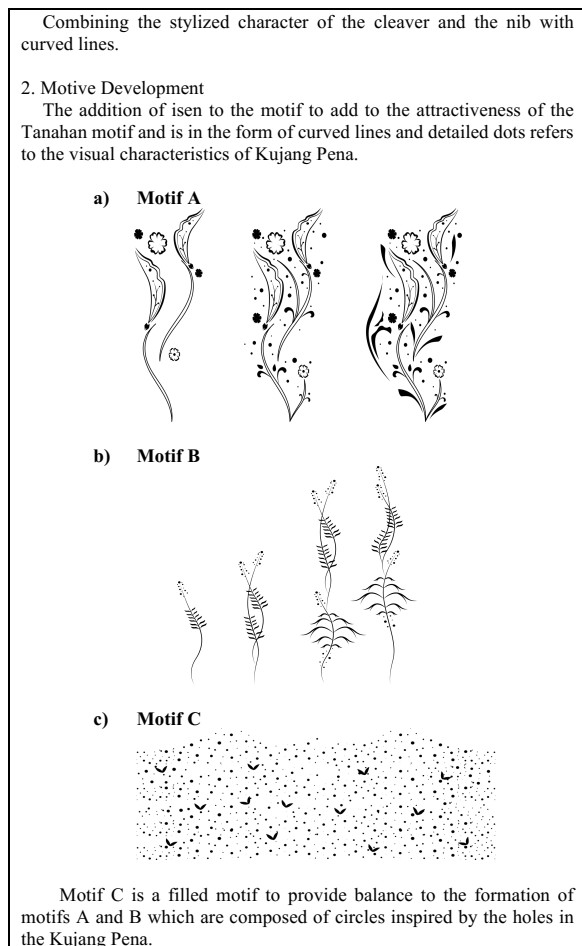 Combining the stylized character of the cleaver and the nib with
curved lines.
2. Motive Development
The addition of isen to the motif to add to the attractiveness of the
Tanahan motif and is in the form of curved lines and detailed dots refers
to the visual characteristics of Kujang Pena.
a) Motif A
b) Motif B
c) Motif C
Motif C is a filled motif to provide balance to the formation of
motifs A and B which are composed of circles inspired by the holes in
the Kujang Pena.